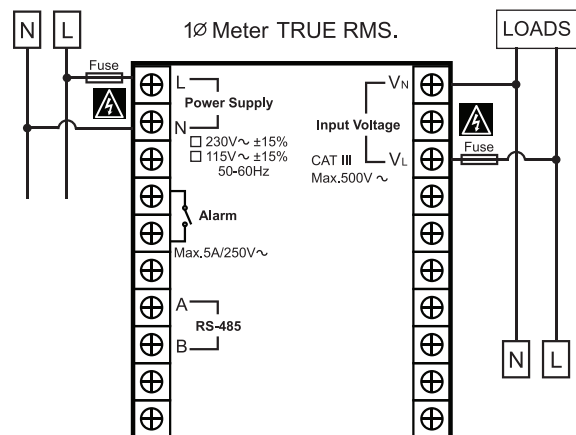 N L
1Ø Meter TRUE RMS.
LOADS
Fuse
L
Power Supply
N
□ 230V~ ±15%
□ 115V~ ±15%
50-60Hz
Alarm
Max.5A/250V~
A
RS-485
B
VN
Input Voltage
VL
CAT III
Max.500V ~
Fuse
N L